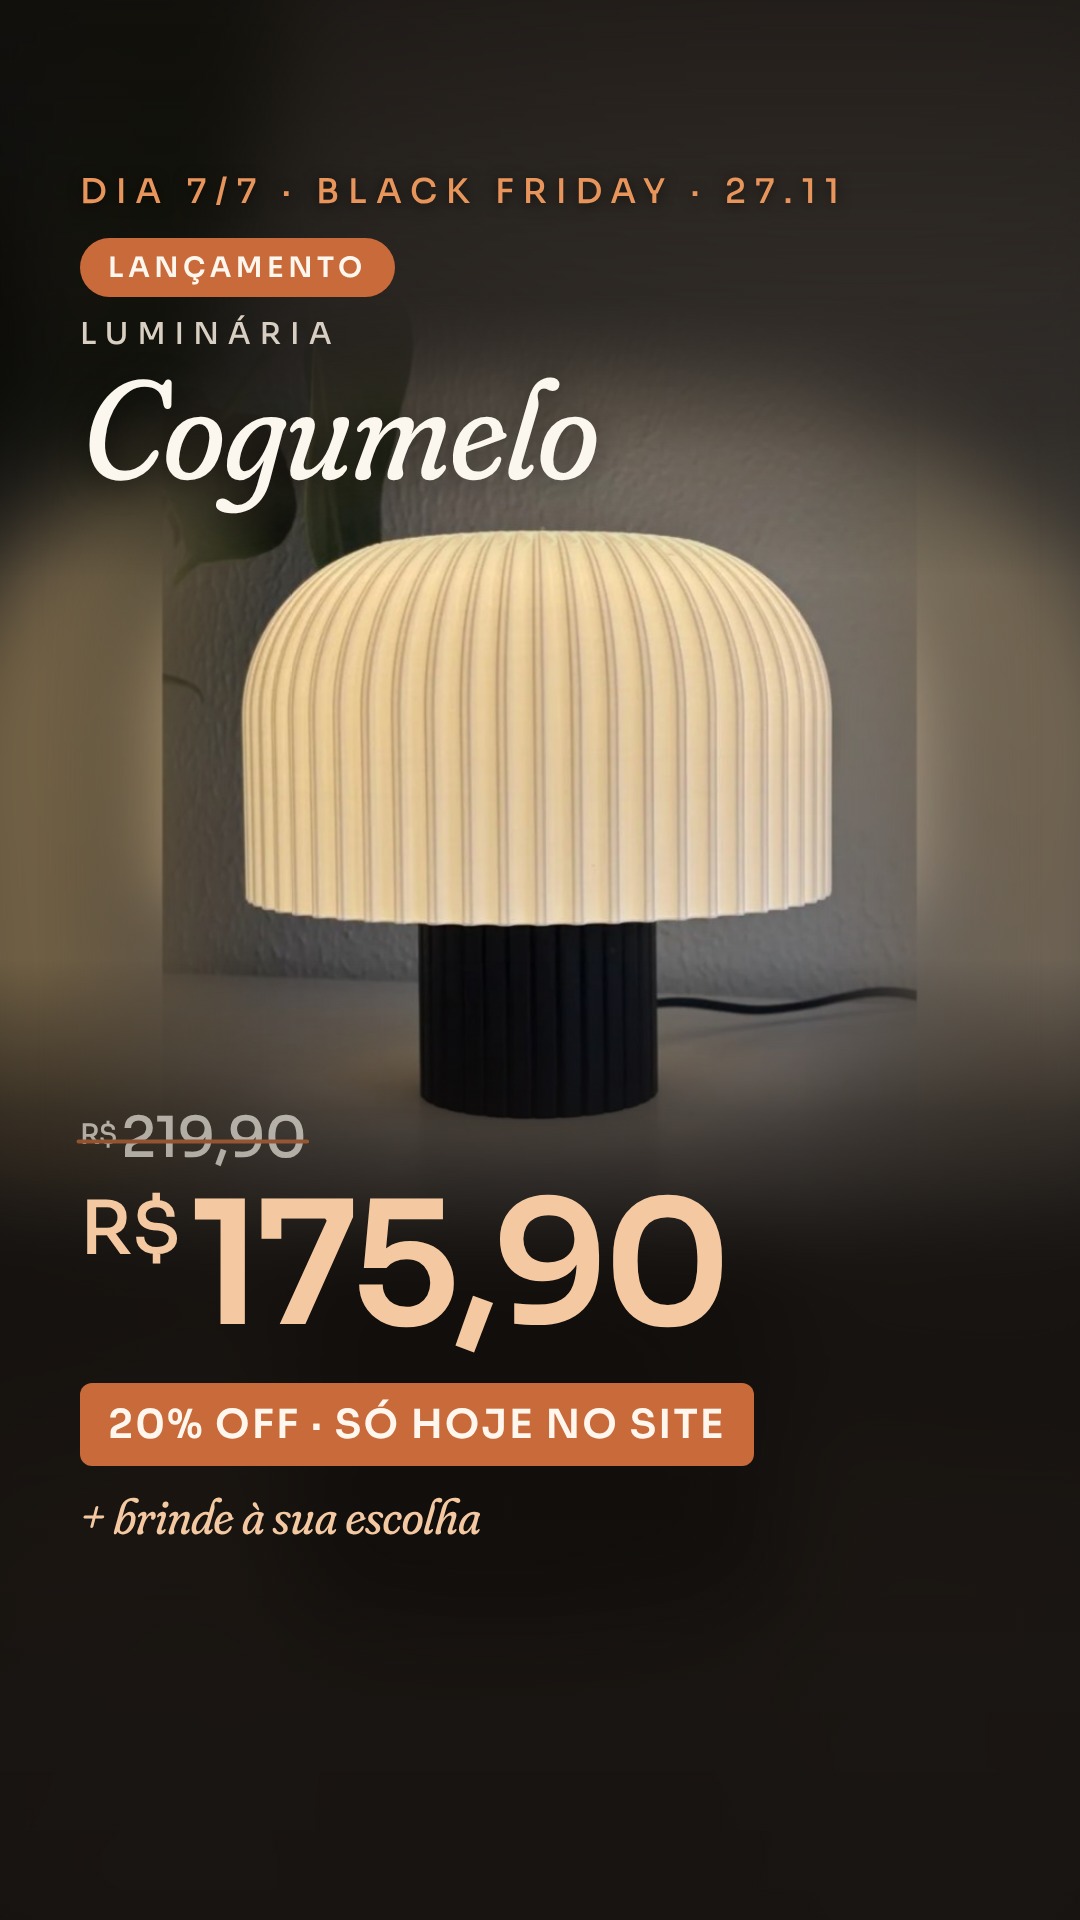 DIA 7/7 · BLACK FRIDAY · 27.11
LANÇAMENTO
LUMINÁRIA
Cogumelo
R$ 219,90
R$ 175,90
20% OFF · SÓ HOJE NO SITE
+ brinde à sua escolha